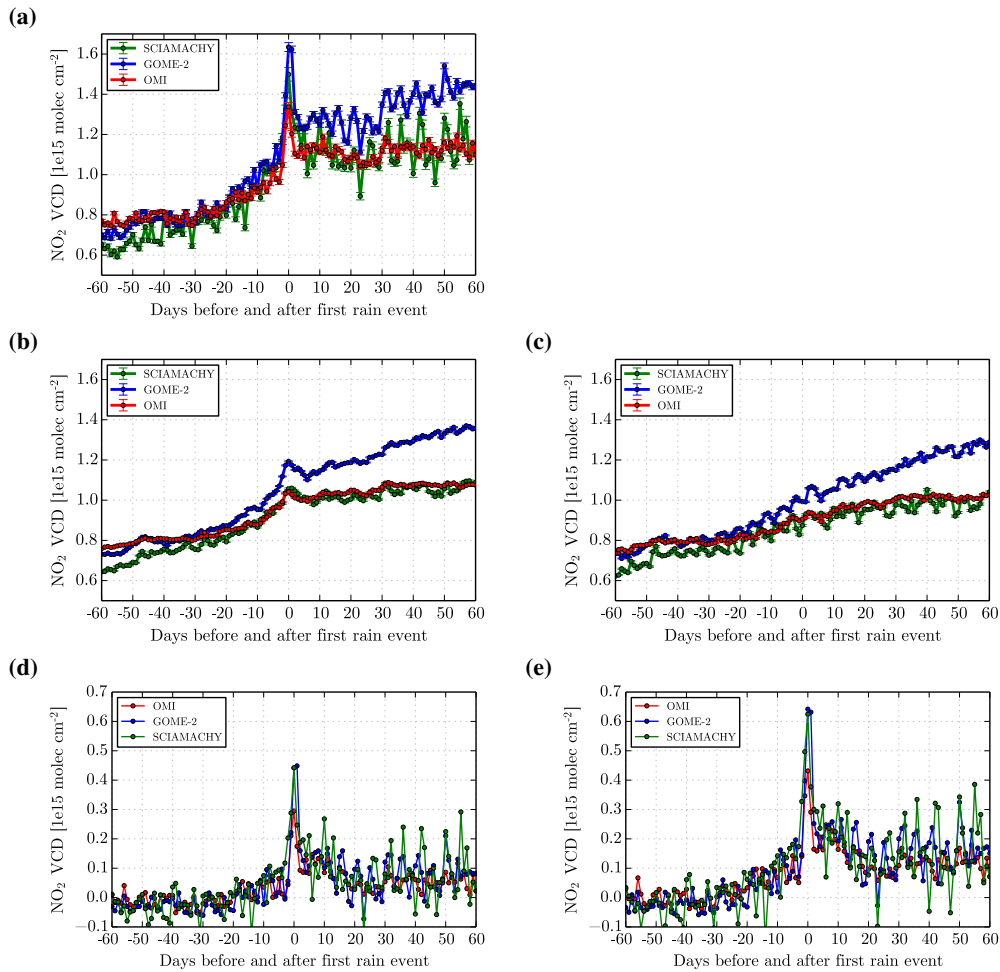 (a)
SCIAMACHY
GOME-2
OMI
NO₂ VCD [1e15 molec cm⁻²]
1.6
1.4
1.2
1.0
0.8
0.6
-60 -50 -40 -30 -20 -10 0 10 20 30 40 50 60
Days before and after first rain event
(b)
SCIAMACHY
GOME-2
OMI
NO₂ VCD [1e15 molec cm⁻²]
1.6
1.4
1.2
1.0
0.8
0.6
-60 -50 -40 -30 -20 -10 0 10 20 30 40 50 60
Days before and after first rain event
(c)
SCIAMACHY
GOME-2
OMI
NO₂ VCD [1e15 molec cm⁻²]
1.6
1.4
1.2
1.0
0.8
0.6
-60 -50 -40 -30 -20 -10 0 10 20 30 40 50 60
Days before and after first rain event
(d)
OMI
GOME-2
SCIAMACHY
NO₂ VCD [1e15 molec cm⁻²]
0.7
0.6
0.5
0.4
0.3
0.2
0.1
0.0
−0.1
-60 -50 -40 -30 -20 -10 0 10 20 30 40 50 60
Days before and after first rain event
(e)
OMI
GOME-2
SCIAMACHY
NO₂ VCD [1e15 molec cm⁻²]
0.7
0.6
0.5
0.4
0.3
0.2
0.1
0.0
−0.1
-60 -50 -40 -30 -20 -10 0 10 20 30 40 50 60
Days before and after first rain event